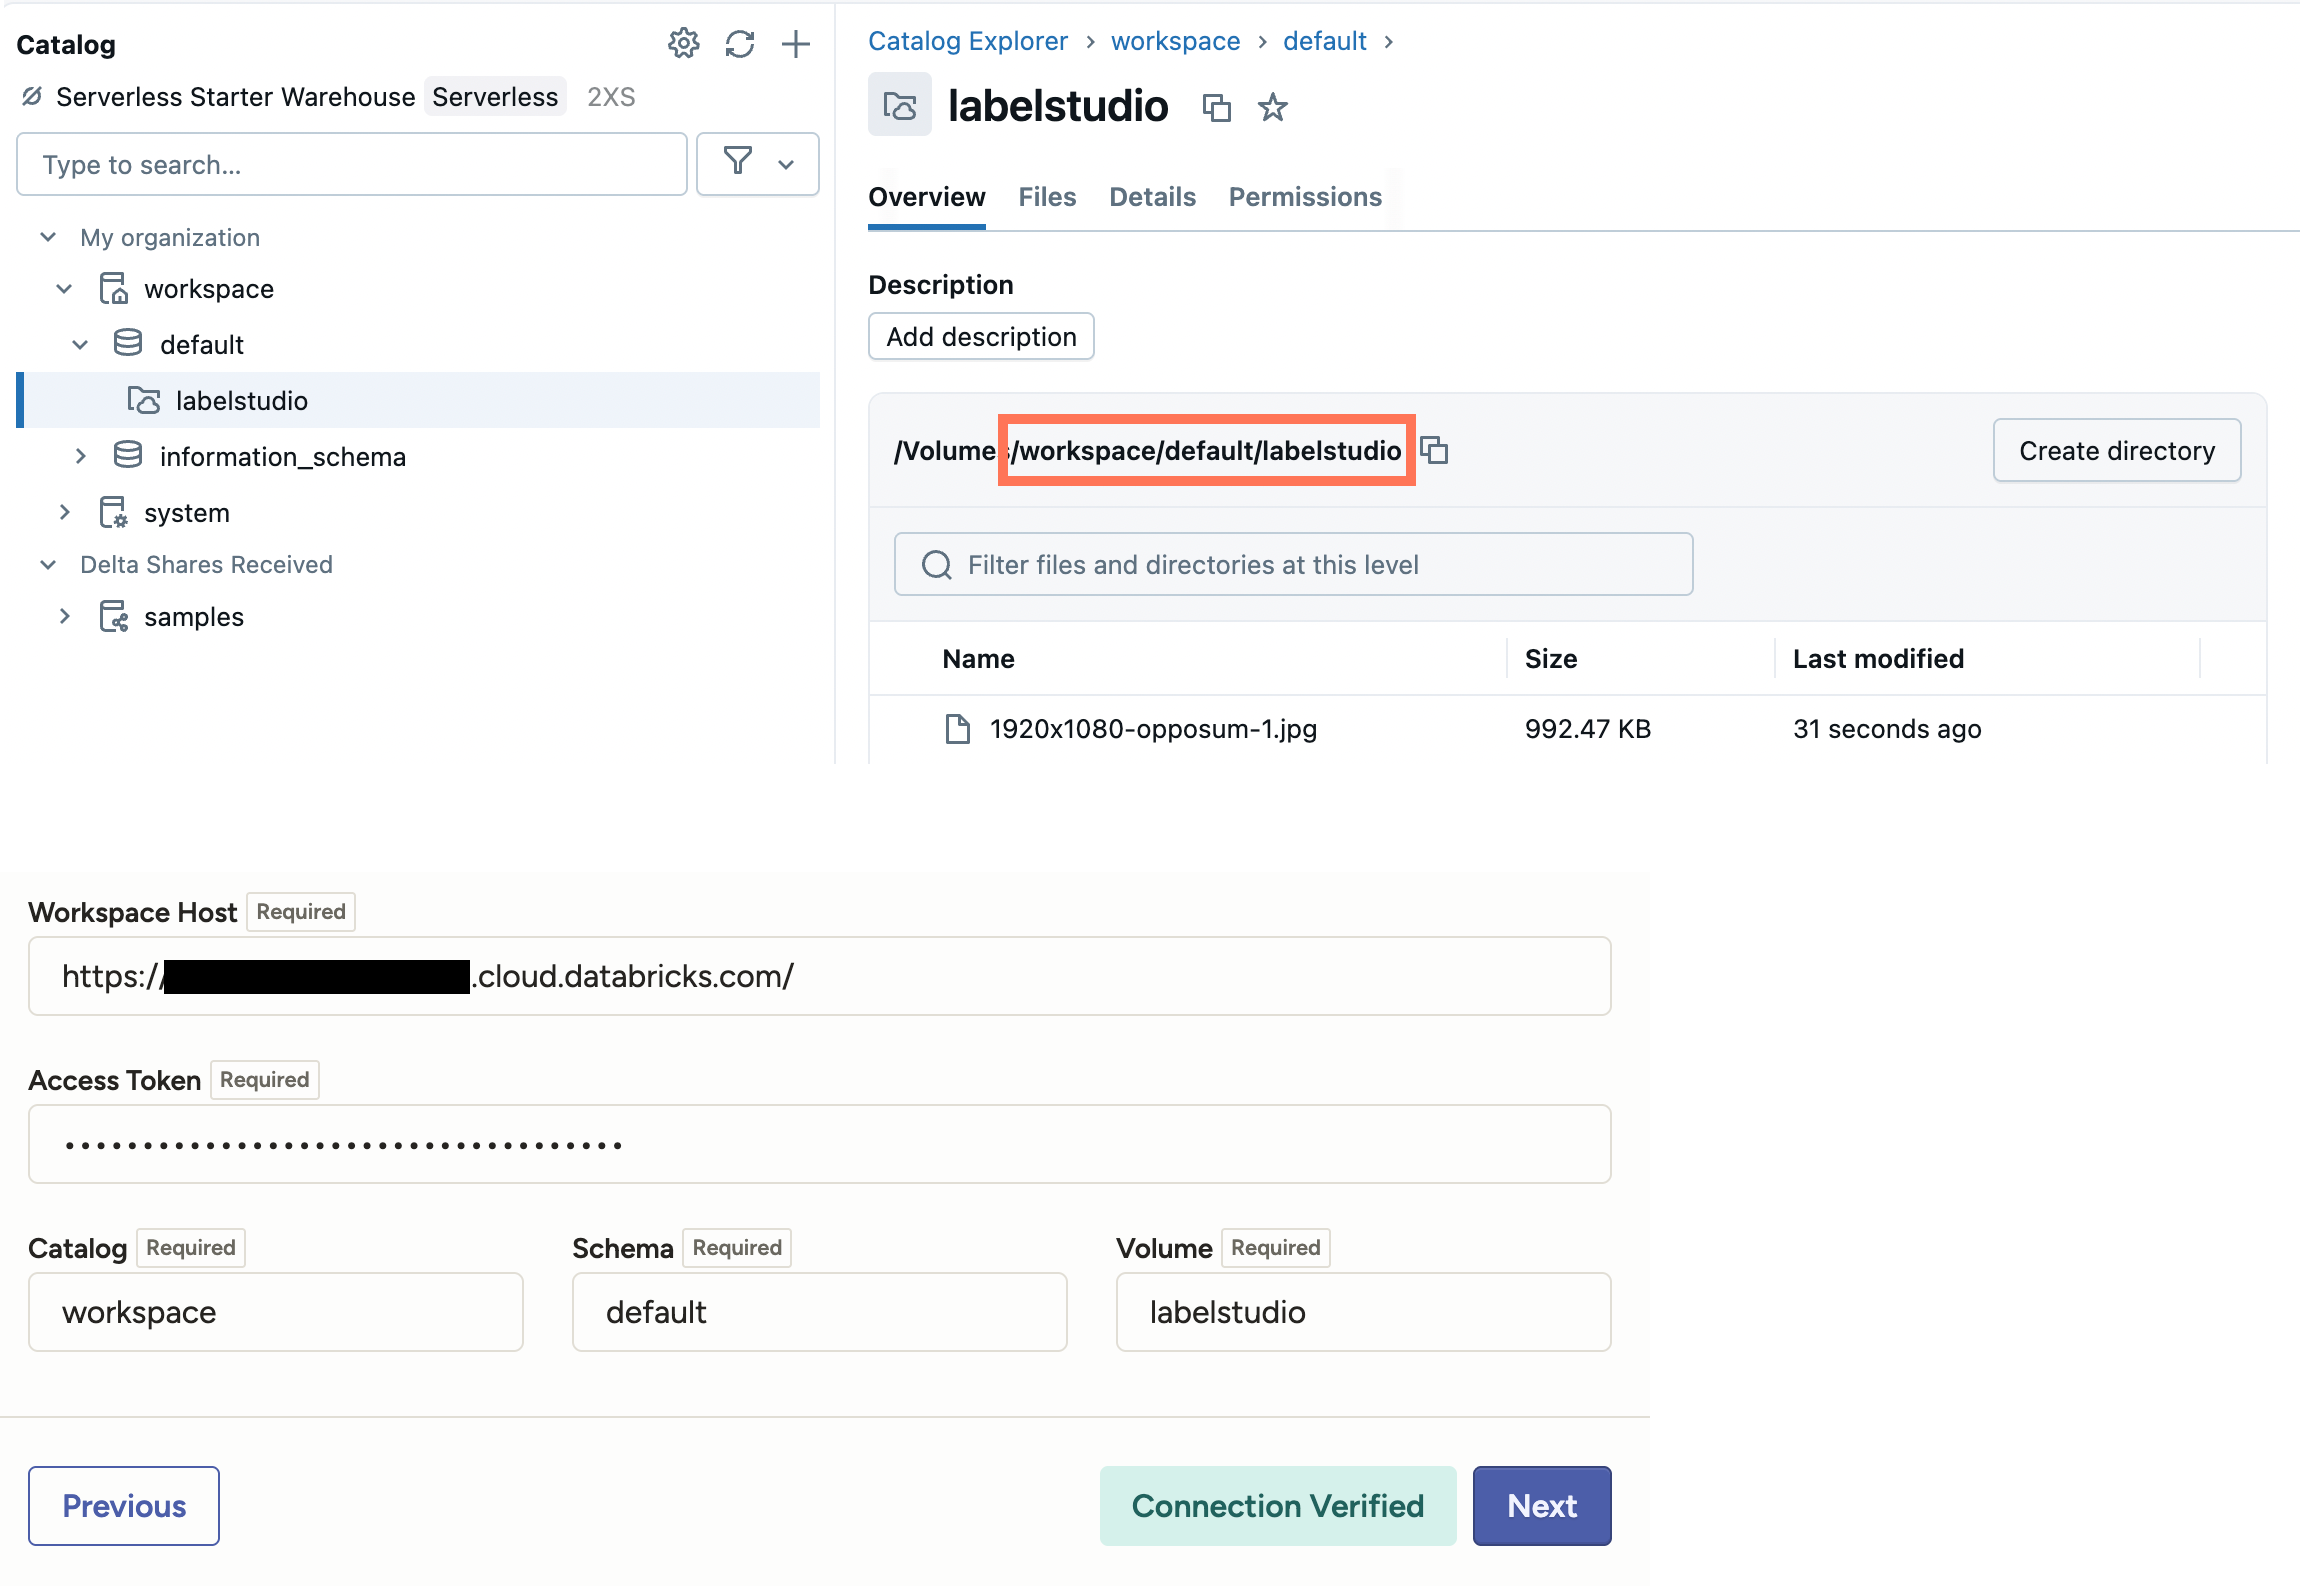 Catalog
Serverless Starter Warehouse Serverless 2XS
Type to search...
My organization
workspace
default
labelstudio
information_schema
system
Delta Shares Received
samples
Catalog Explorer › workspace › default ›
labelstudio
Overview Files Details Permissions
Description
Add description
/Volumes/workspace/default/labelstudio
Create directory
Filter files and directories at this level
Name Size Last modified
1920x1080-opposum-1.jpg 992.47 KB 31 seconds ago
Workspace Host Required
https:// .cloud.databricks.com/
Access Token Required
••••••••••••••••••••••••••••••••••••
Catalog Required Schema Required Volume Required
workspace default labelstudio
Previous Connection Verified Next